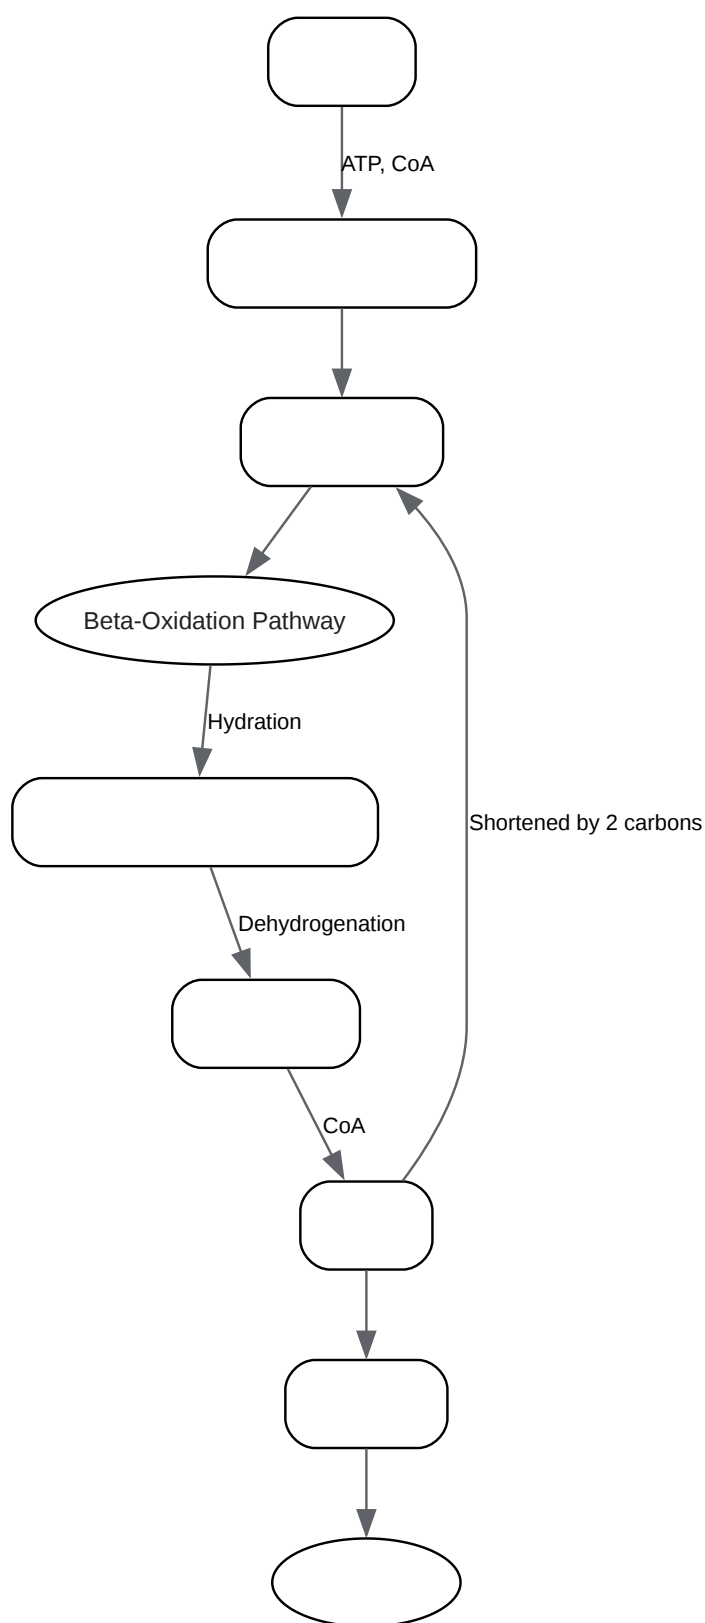 ATP, CoA
Beta-Oxidation Pathway
Hydration
Shortened by 2 carbons
Dehydrogenation
CoA